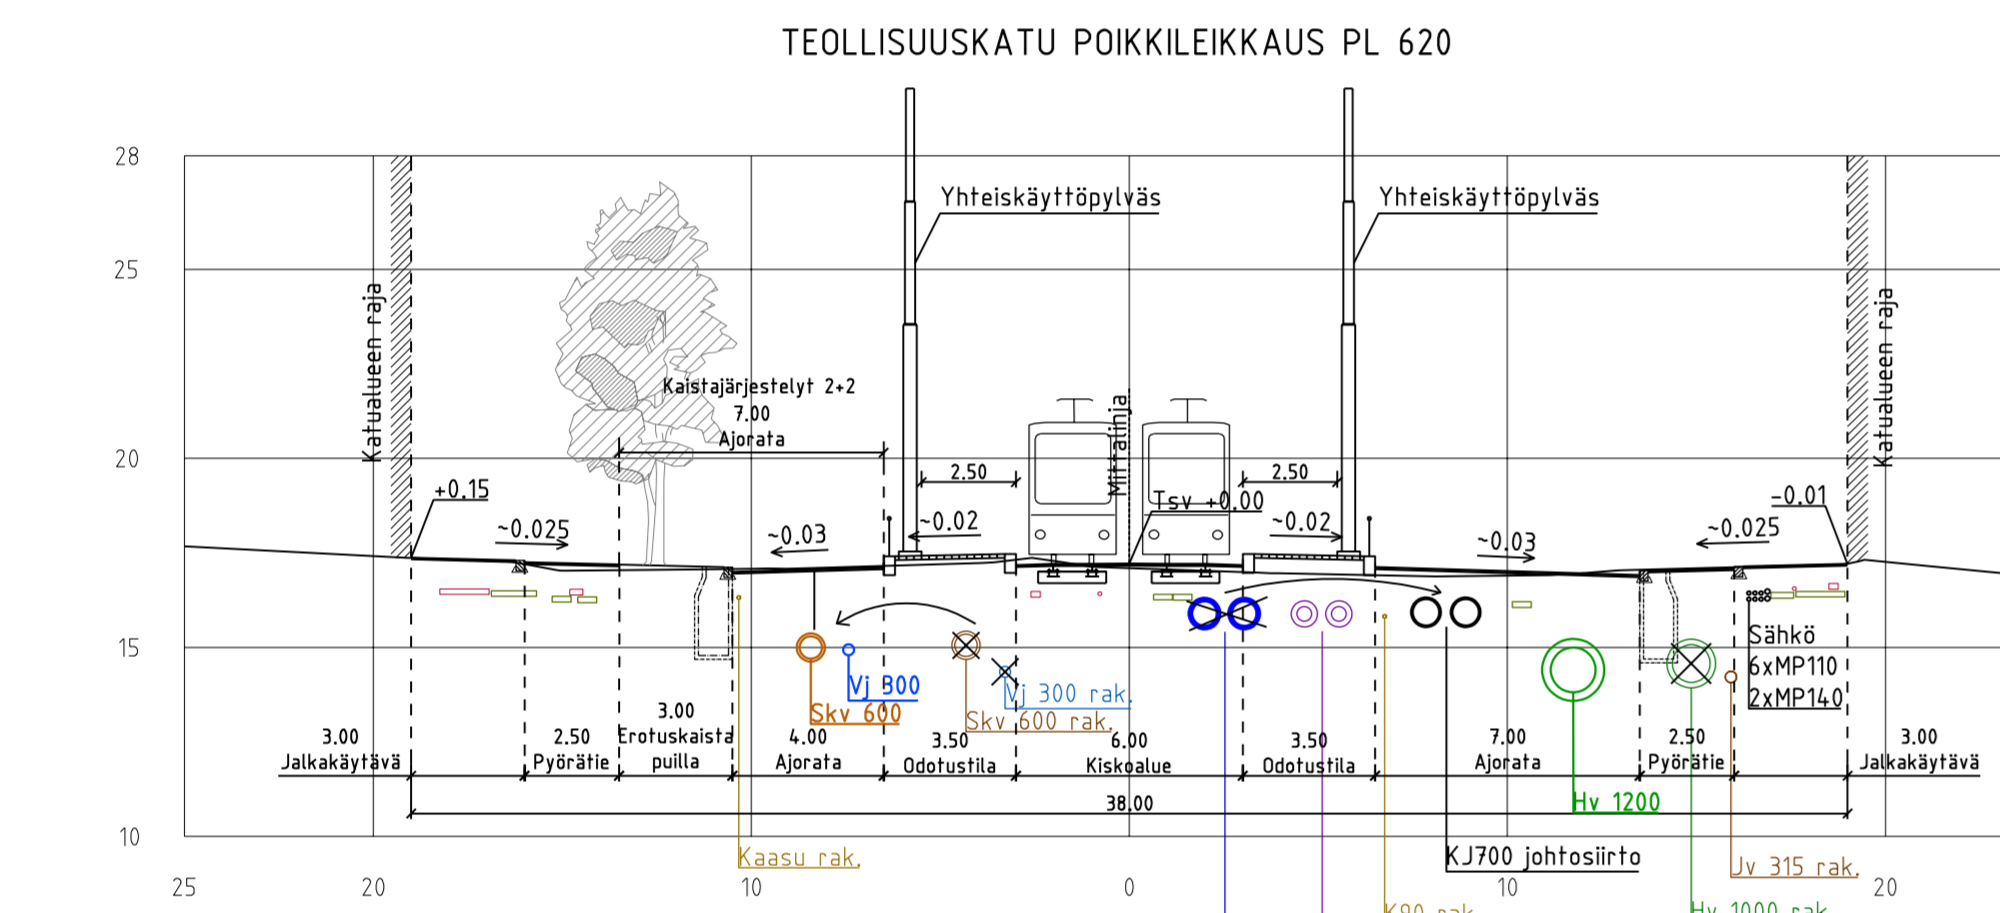 TEOLLISUUSKATU POIKKILEIKKAUS PL 620
28
25
20
15
10
Katualueen raja
Yhteiskäyttöpylväs
Yhteiskäyttöpylväs
Katualueen raja
Kaistajärjestelyt 2+2
7.00
Ajorata
Mittalinja
2.50
2.50
+0.15
Tsv +0.00
-0.01
~0.025
~0.03
~0.02
~0.02
~0.03
~0.025
Sähkö
6xMP110
2xMP140
Vj 300
Skv 600
Vj 300 rak.
Skv 600 rak.
3.00
Jalkakäytävä
2.50
Pyörätie
3.00
Erotuskaista
puilla
4.00
Ajorata
3.50
Odotustila
6.00
Kiskoalue
3.50
Odotustila
7.00
Ajorata
2.50
Pyörätie
3.00
Jalkakäytävä
38.00
Hv 1200
Kaasu rak.
KJ700 johtosiirto
Jv 315 rak.
K90 rak.
Hv 1000 rak.
25
20
10
0
10
20